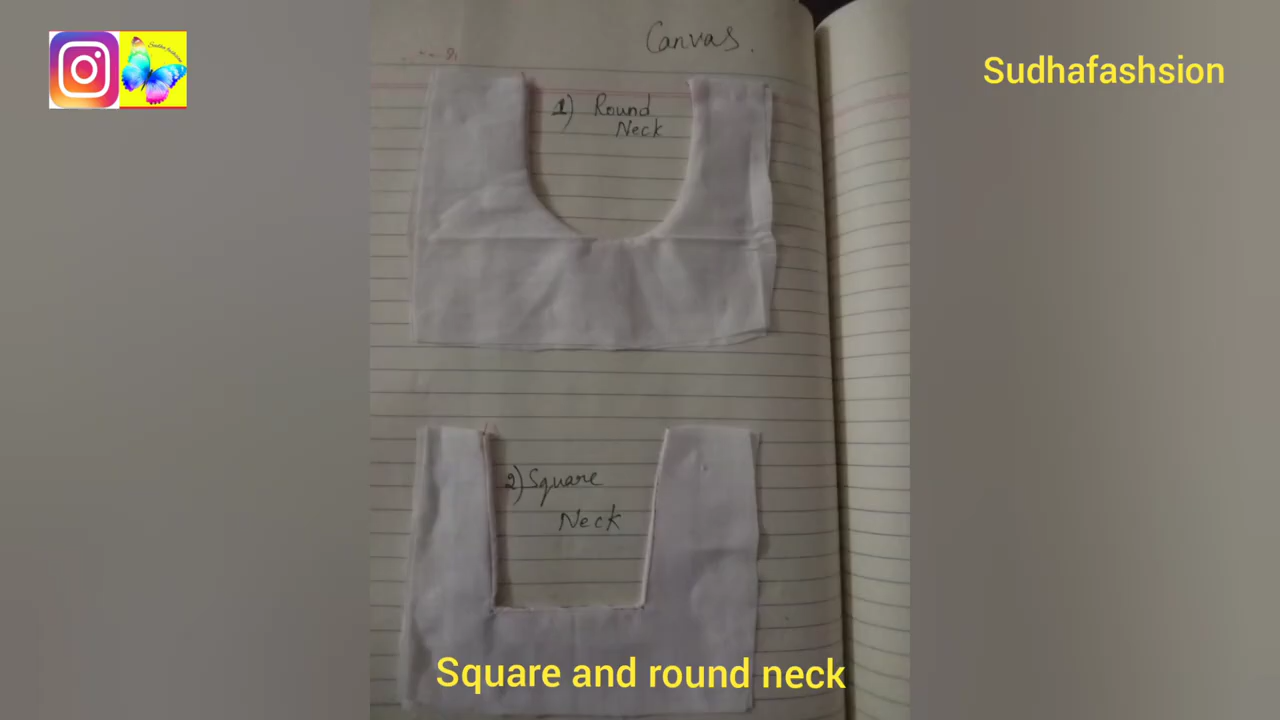 Canvas.
Sudhafashsion
1) Round
Neck
2) Square
Neck
Square and round neck